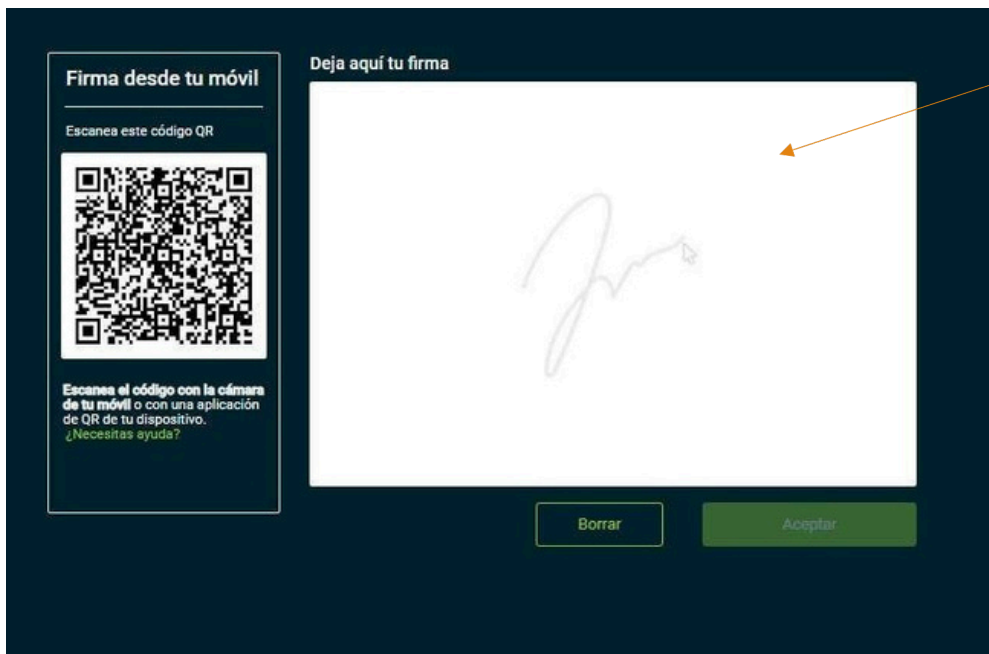 Firma desde tu móvil
Escanea este código QR
Escanea el código con la cámara
de tu móvil o con una aplicación
de QR de tu dispositivo.
¿Necesitas ayuda?
Deja aquí tu firma
Borrar
Aceptar